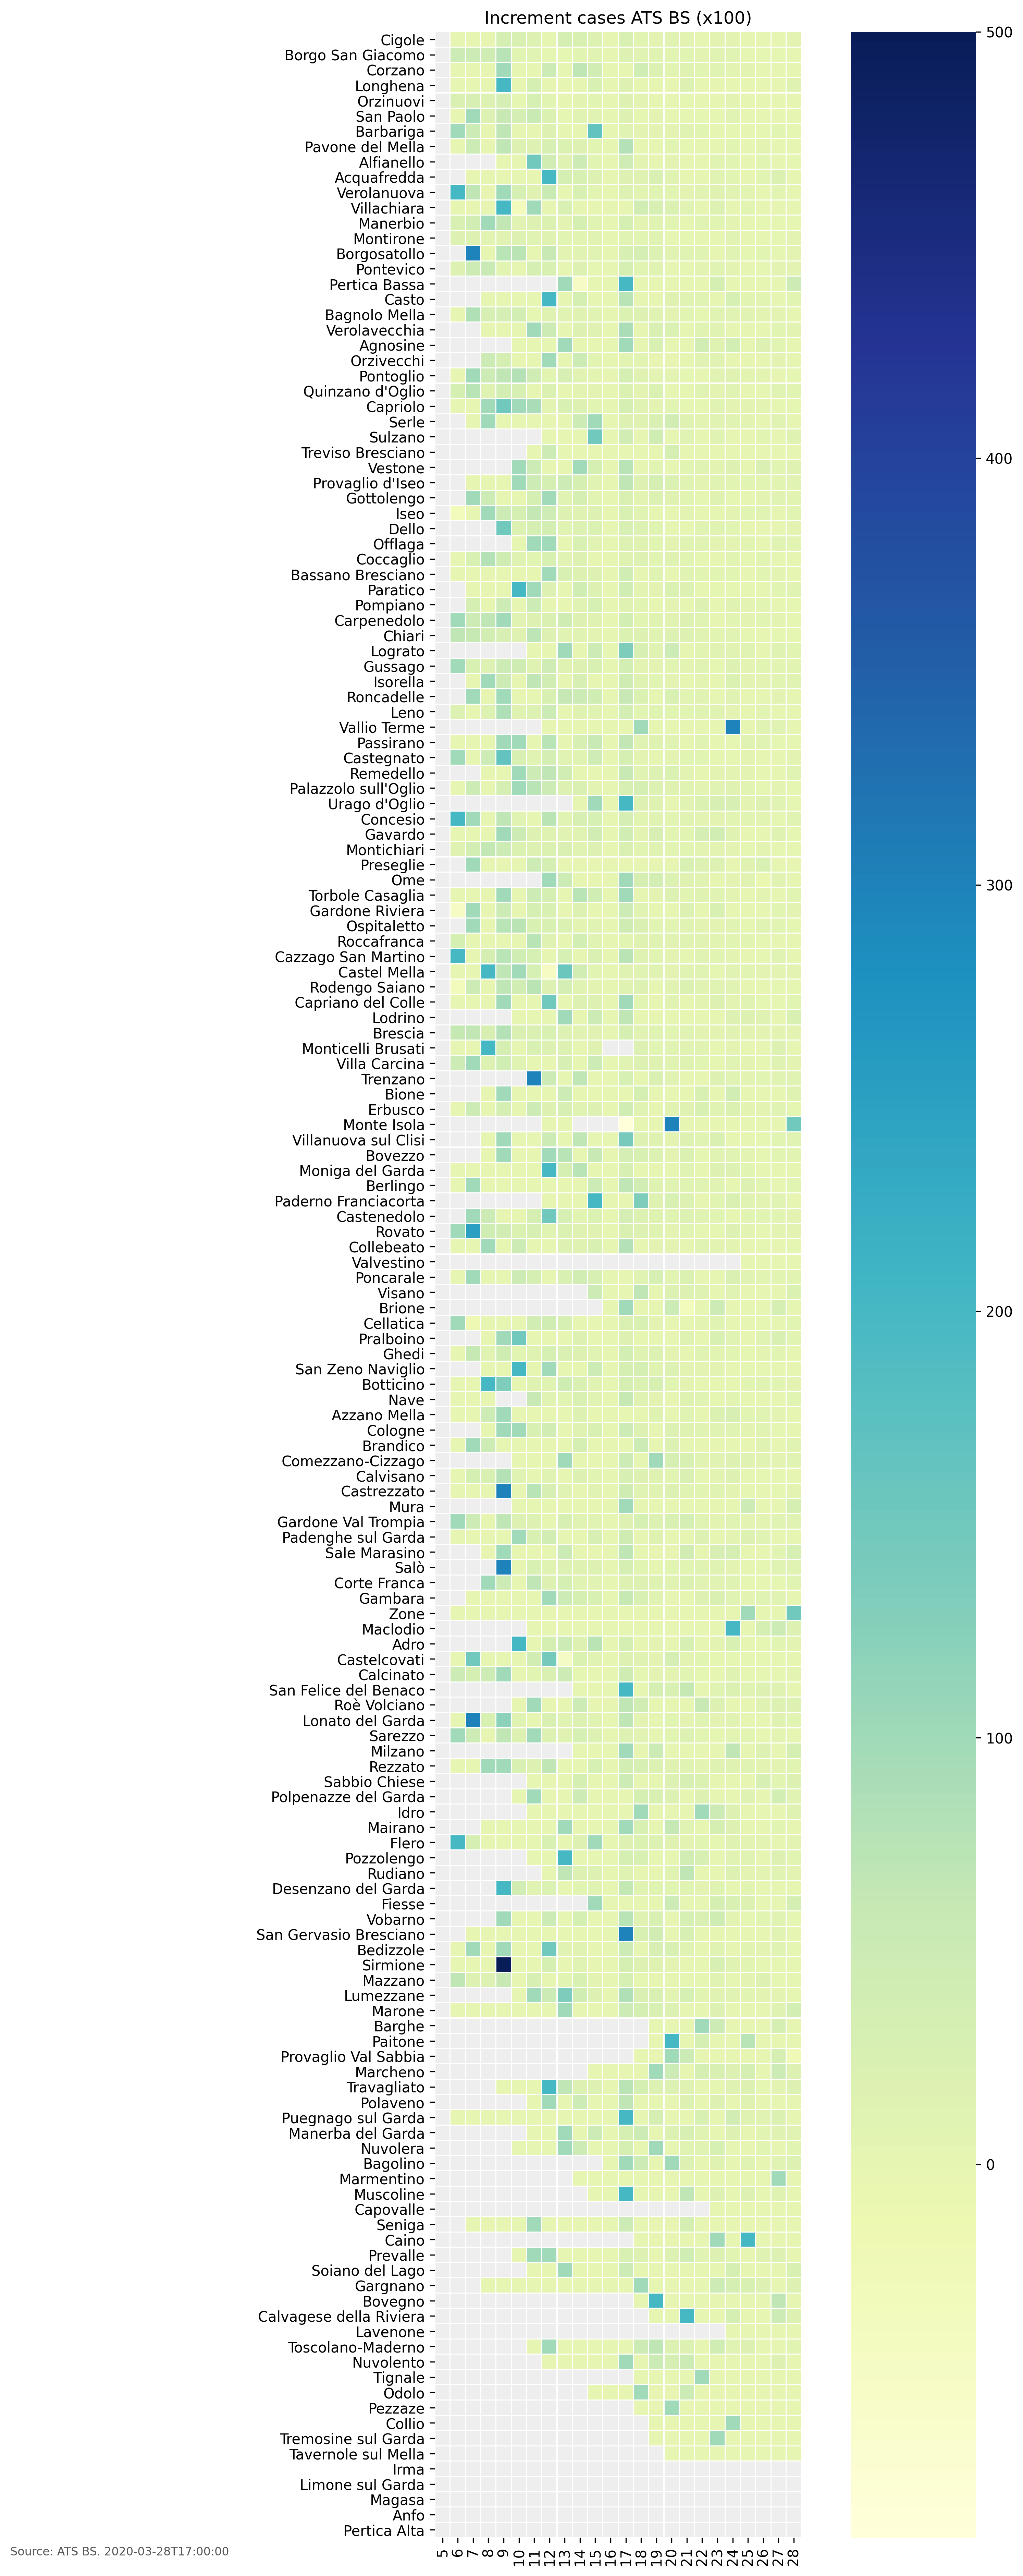 Increment cases ATS BS (x100)
Cigole
Borgo San Giacomo
Corzano
Longhena
Orzinuovi
San Paolo
Barbariga
Pavone del Mella
Alfianello
Acquafredda
Verolanuova
Villachiara
Manerbio
Montirone
Borgosatollo
Pontevico
Pertica Bassa
Casto
Bagnolo Mella
Verolavecchia
Agnosine
Orzivecchi
Pontoglio
Quinzano d'Oglio
Capriolo
Serle
Sulzano
Treviso Bresciano
Vestone
Provaglio d'Iseo
Gottolengo
Iseo
Dello
Offlaga
Coccaglio
Bassano Bresciano
Paratico
Pompiano
Carpenedolo
Chiari
Lograto
Gussago
Isorella
Roncadelle
Leno
Vallio Terme
Passirano
Castegnato
Remedello
Palazzolo sull'Oglio
Urago d'Oglio
Concesio
Gavardo
Montichiari
Preseglie
Ome
Torbole Casaglia
Gardone Riviera
Ospitaletto
Roccafranca
Cazzago San Martino
Castel Mella
Rodengo Saiano
Capriano del Colle
Lodrino
Brescia
Monticelli Brusati
Villa Carcina
Trenzano
Bione
Erbusco
Monte Isola
Villanuova sul Clisi
Bovezzo
Moniga del Garda
Berlingo
Paderno Franciacorta
Castenedolo
Rovato
Collebeato
Valvestino
Poncarale
Visano
Brione
Cellatica
Pralboino
Ghedi
San Zeno Naviglio
Botticino
Nave
Azzano Mella
Cologne
Brandico
Comezzano-Cizzago
Calvisano
Castrezzato
Mura
Gardone Val Trompia
Padenghe sul Garda
Sale Marasino
Salò
Corte Franca
Gambara
Zone
Maclodio
Adro
Castelcovati
Calcinato
San Felice del Benaco
Roè Volciano
Lonato del Garda
Sarezzo
Milzano
Rezzato
Sabbio Chiese
Polpenazze del Garda
Idro
Mairano
Flero
Pozzolengo
Rudiano
Desenzano del Garda
Fiesse
Vobarno
San Gervasio Bresciano
Bedizzole
Sirmione
Mazzano
Lumezzane
Marone
Barghe
Paitone
Provaglio Val Sabbia
Marcheno
Travagliato
Polaveno
Puegnago sul Garda
Manerba del Garda
Nuvolera
Bagolino
Marmentino
Muscoline
Capovalle
Seniga
Caino
Prevalle
Soiano del Lago
Gargnano
Bovegno
Calvagese della Riviera
Lavenone
Toscolano-Maderno
Nuvolento
Tignale
Odolo
Pezzaze
Collio
Tremosine sul Garda
Tavernole sul Mella
Irma
Limone sul Garda
Magasa
Anfo
Pertica Alta
5 6 7 8 9 10 11 12 13 14 15 16 17 18 19 20 21 22 23 24 25 26 27 28
500
400
300
200
100
0
Source: ATS BS. 2020-03-28T17:00:00